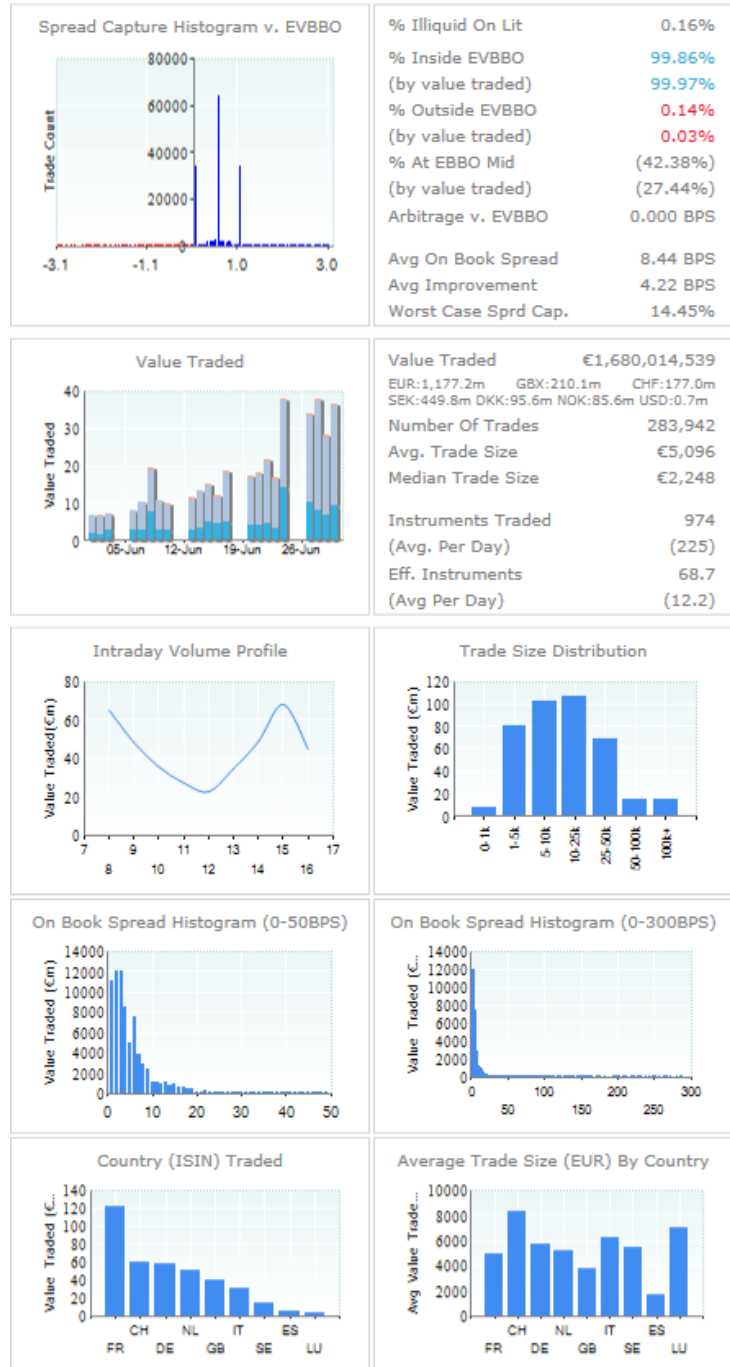 Spread Capture Histogram v. EVBBO
Trade Count
80000
60000
40000
20000
0
-3.1 -1.1 1.0 3.0
% Illiquid On Lit 0.16%
% Inside EVBBO 99.86%
(by value traded) 99.97%
% Outside EVBBO 0.14%
(by value traded) 0.03%
% At EBBO Mid (42.38%)
(by value traded) (27.44%)
Arbitrage v. EVBBO 0.000 BPS
Avg On Book Spread 8.44 BPS
Avg Improvement 4.22 BPS
Worst Case Sprd Cap. 14.45%
Value Traded
Value Traded
40
30
20
10
0
05-Jun 12-Jun 19-Jun 26-Jun
Value Traded €1,680,014,539
EUR:1,177.2m GBX:210.1m CHF:177.0m
SEK:449.8m DKK:95.6m NOK:85.6m USD:0.7m
Number Of Trades 283,942
Avg. Trade Size €5,096
Median Trade Size €2,248
Instruments Traded 974
(Avg. Per Day) (225)
Eff. Instruments 68.7
(Avg Per Day) (12.2)
Intraday Volume Profile
Value Traded(€m)
80
60
40
20
0
7 9 11 13 15 17
8 10 12 14 16
Trade Size Distribution
Value Traded (€m)
120
100
80
60
40
20
0
0-1k 1-5k 5-10k 10-25k 25-50k 50-100k 100k+
On Book Spread Histogram (0-50BPS)
Value Traded (€m)
14000
12000
10000
8000
6000
4000
2000
0
0 10 20 30 40 50
On Book Spread Histogram (0-300BPS)
Value Traded (€...
14000
12000
10000
8000
6000
4000
2000
0
0 100 200 300
50 150 250
Country (ISIN) Traded
Value Traded (€...
140
120
100
80
60
40
20
0
CH NL IT ES
FR DE GB SE LU
Average Trade Size (EUR) By Country
Avg Value Trade...
10000
8000
6000
4000
2000
0
CH NL IT ES
FR DE GB SE LU